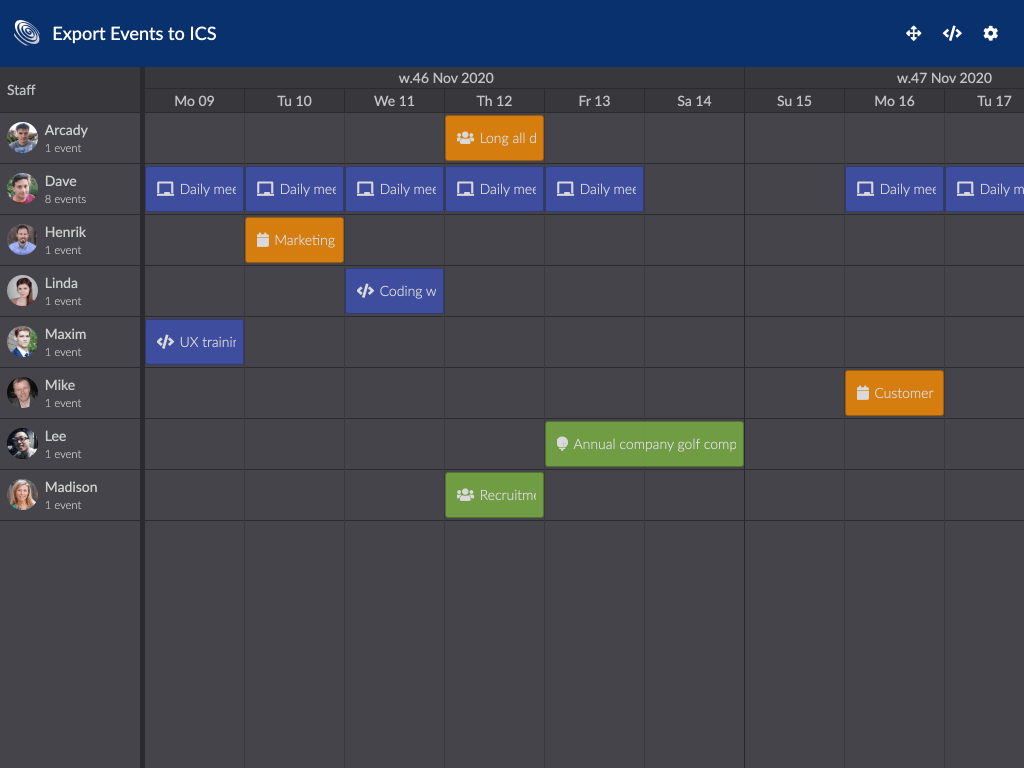 Export Events to ICS
Staff
w.46 Nov 2020
w.47 Nov 2020
Mo 09
Tu 10
We 11
Th 12
Fr 13
Sa 14
Su 15
Mo 16
Tu 17
Arcady
1 event
Long all d
Dave
8 events
Daily mee
Daily mee
Daily mee
Daily mee
Daily mee
Daily mee
Daily m
Henrik
1 event
Marketing
Linda
1 event
Coding w
Maxim
1 event
UX trainin
Mike
1 event
Customer
Lee
1 event
Annual company golf comp
Madison
1 event
Recruitme